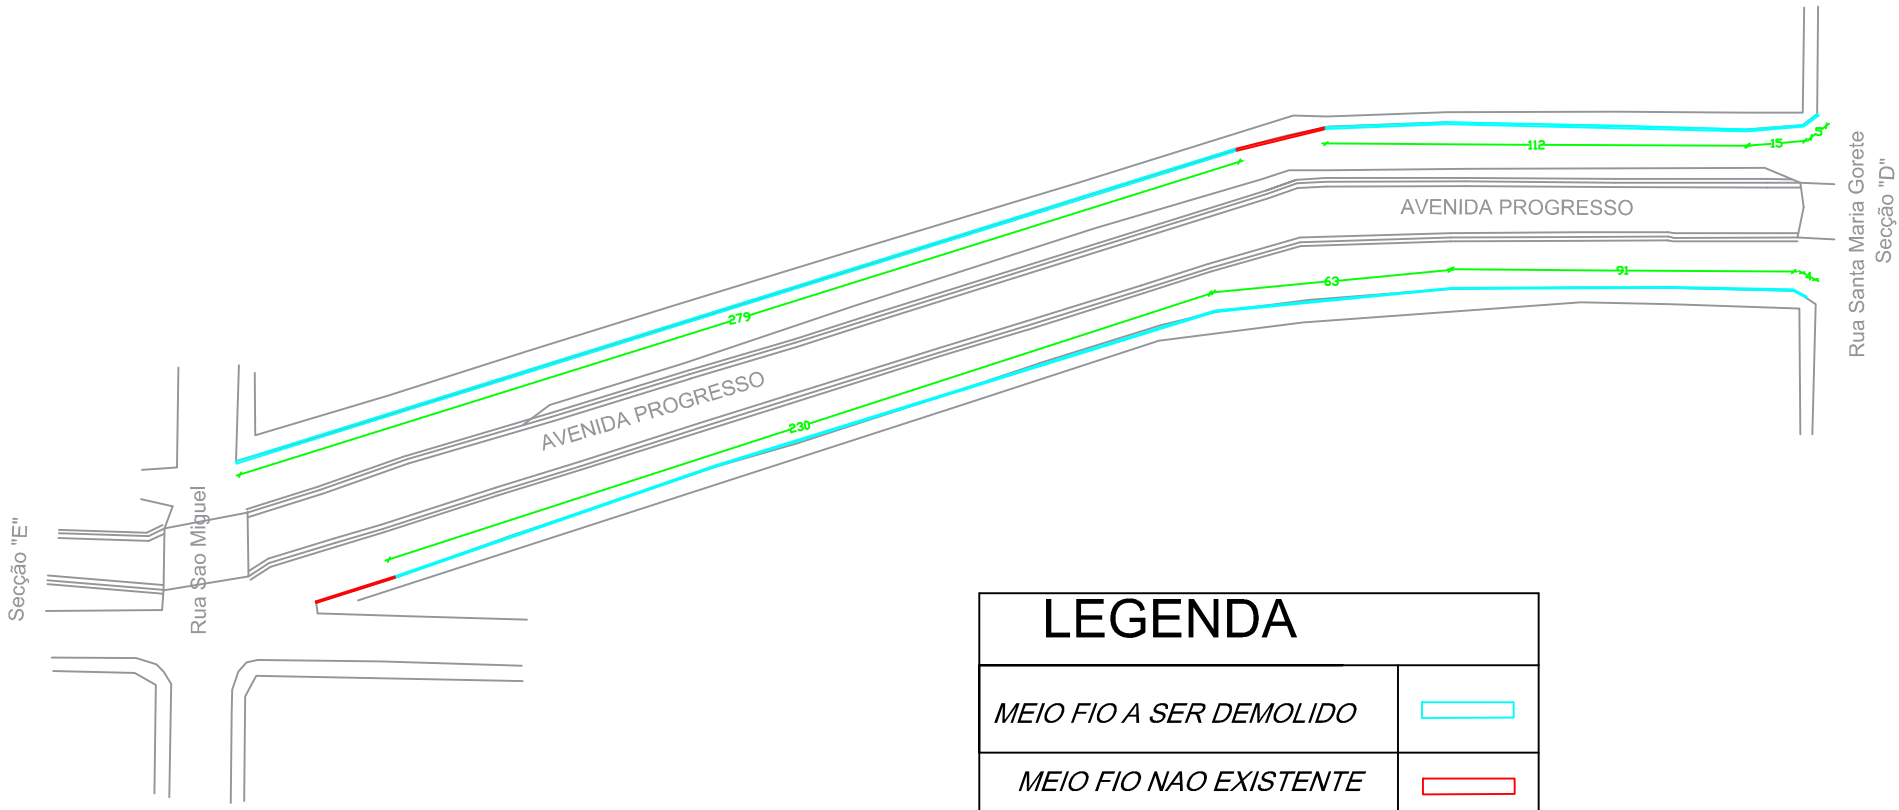 5
15
112
Rua Santa Maria Gorete
Secção "D"
AVENIDA PROGRESSO
91
4
63
279
AVENIDA PROGRESSO
230
Rua Sao Miguel
Secção "E"
LEGENDA
MEIO FIO A SER DEMOLIDO
MEIO FIO NAO EXISTENTE